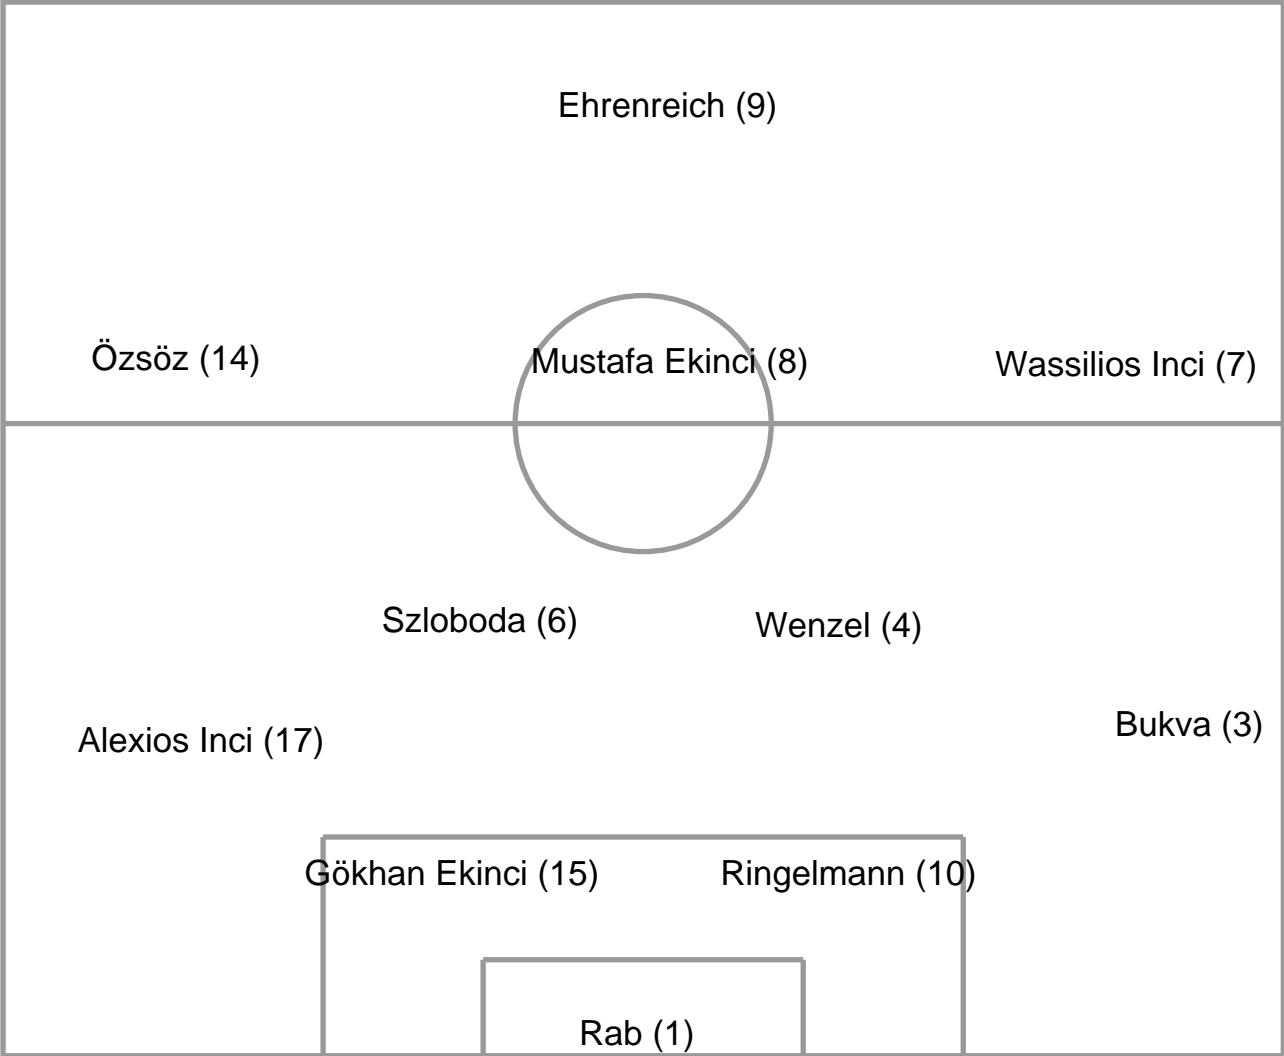 Ehrenreich (9)
Özsöz (14)
Mustafa Ekinci (8)
Wassilios Inci (7)
Szloboda (6)
Wenzel (4)
Alexios Inci (17)
Bukva (3)
Gökhan Ekinci (15)
Ringelmann (10)
Rab (1)